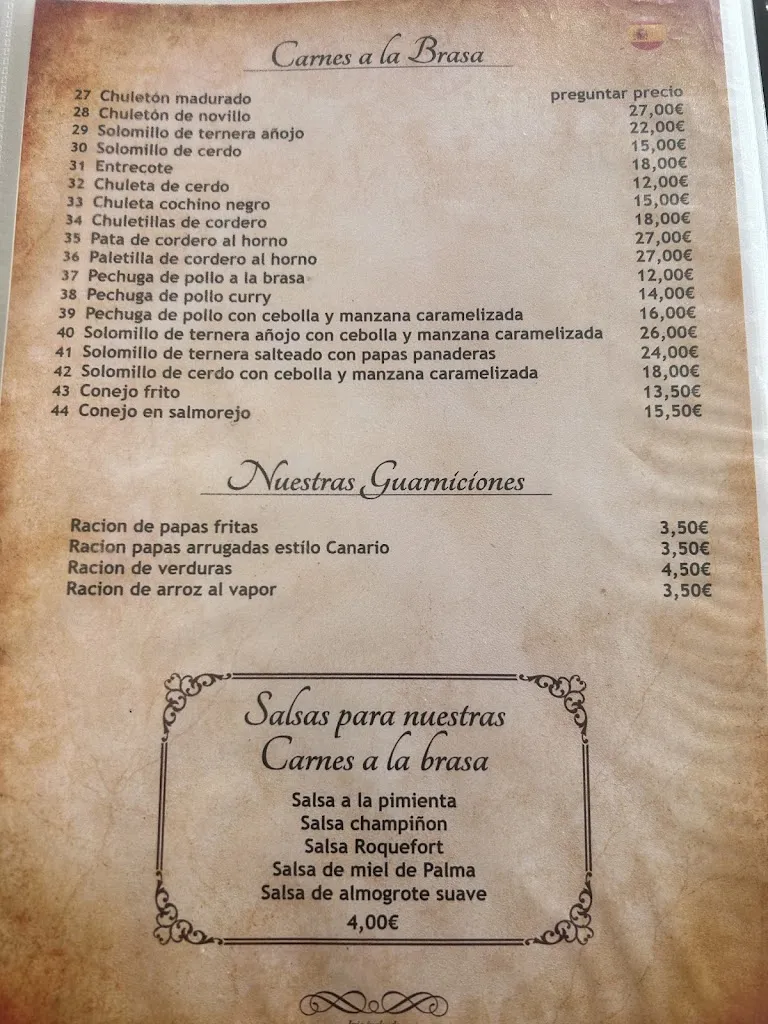 Carnes a la Brasa
27 Chuletón madurado preguntar precio
28 Chuletón de novillo 27,00€
29 Solomillo de ternera añojo 22,00€
30 Solomillo de cerdo 15,00€
31 Entrecote 18,00€
32 Chuleta de cerdo 12,00€
33 Chuleta cochino negro 15,00€
34 Chuletillas de cordero 18,00€
35 Pata de cordero al horno 27,00€
36 Paletilla de cordero al horno 27,00€
37 Pechuga de pollo a la brasa 12,00€
38 Pechuga de pollo curry 14,00€
39 Pechuga de pollo con cebolla y manzana caramelizada 16,00€
40 Solomillo de ternera añojo con cebolla y manzana caramelizada 26,00€
41 Solomillo de ternera salteado con papas panaderas 24,00€
42 Solomillo de cerdo con cebolla y manzana caramelizada 18,00€
43 Conejo frito 13,50€
44 Conejo en salmorejo 15,50€
Nuestras Guarniciones
Racion de papas fritas 3,50€
Racion papas arrugadas estilo Canario 3,50€
Racion de verduras 4,50€
Racion de arroz al vapor 3,50€
Salsas para nuestras
Carnes a la brasa
Salsa a la pimienta
Salsa champiñon
Salsa Roquefort
Salsa de miel de Palma
Salsa de almogrote suave
4,00€